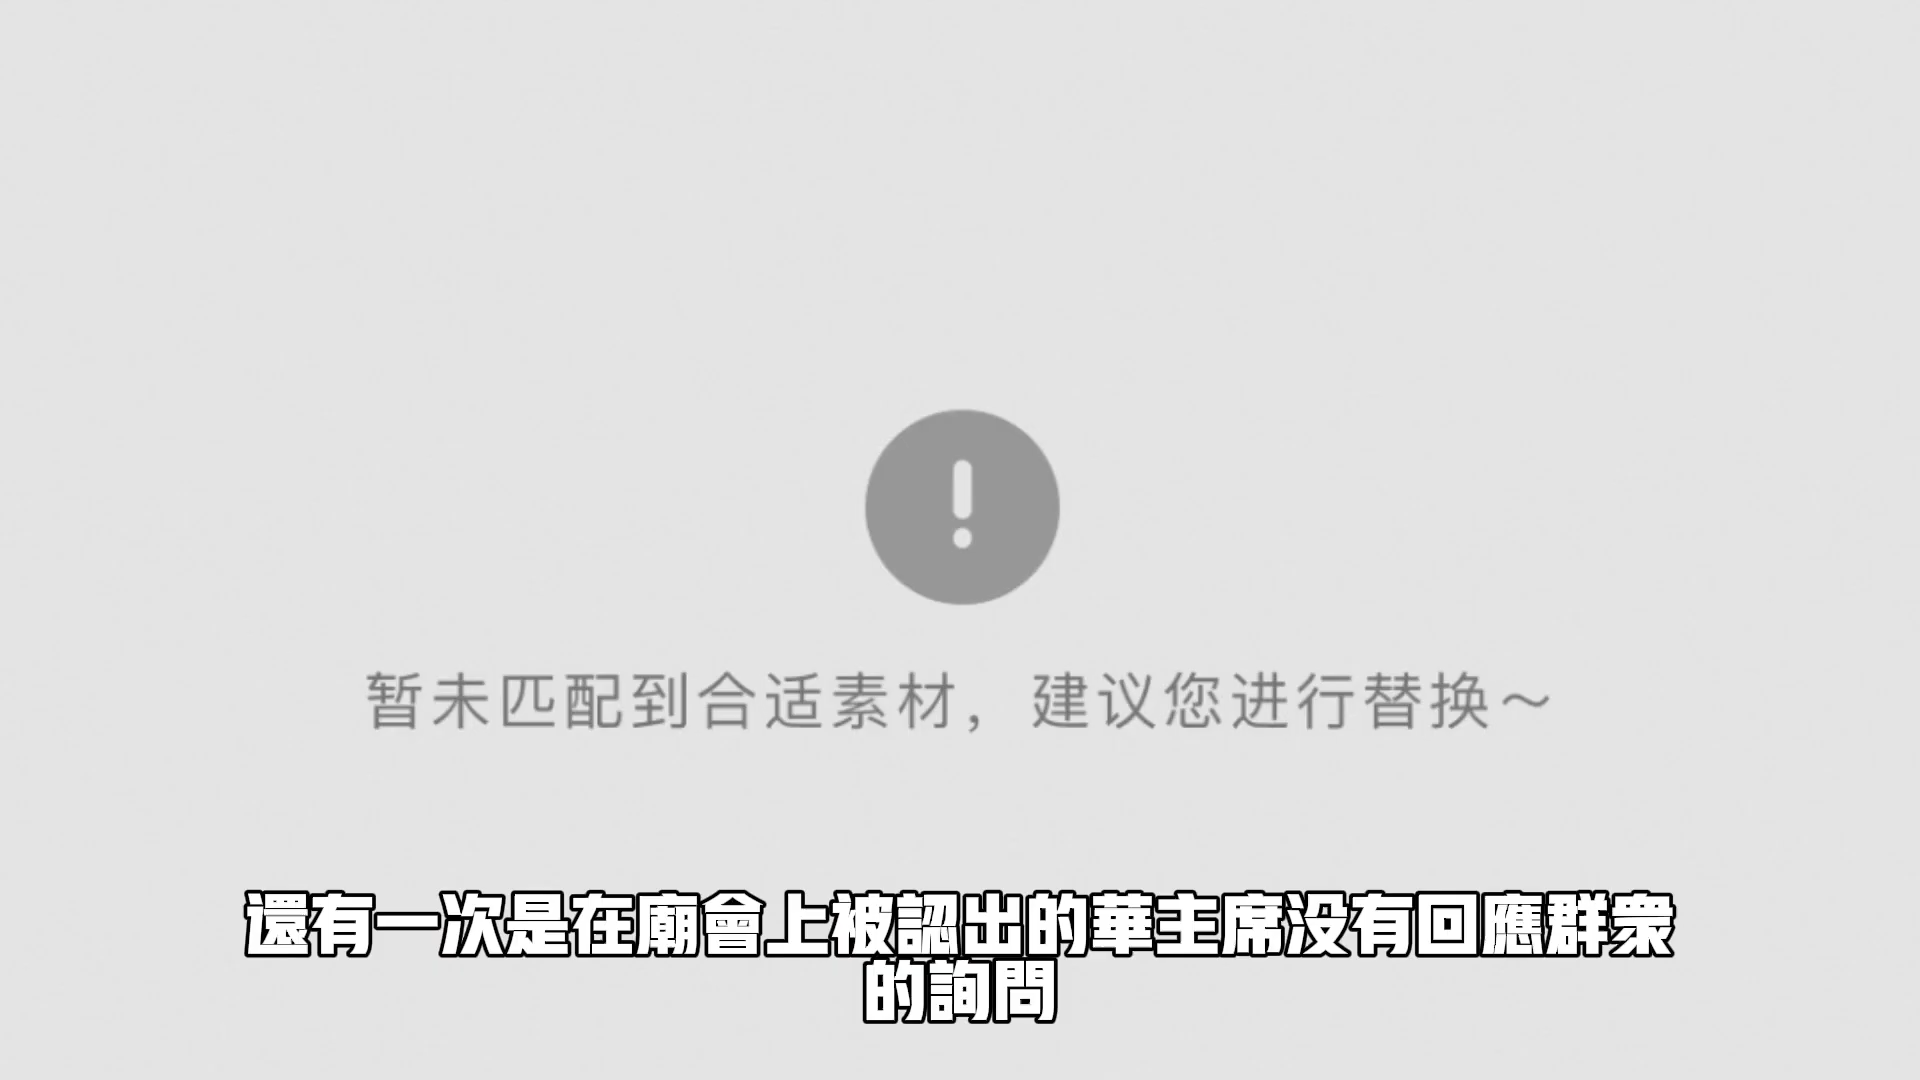 暂未匹配到合适素材，建议您进行替换～
還有一次是在廟會上被認出的華主席没有回應群衆
的詢問